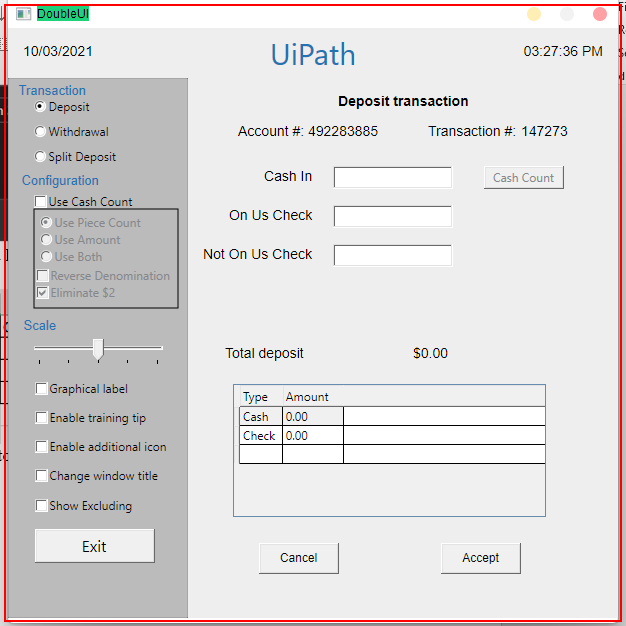 DoubleUi
10/03/2021
UiPath
03:27:36 PM
Transaction
Deposit
Withdrawal
Split Deposit
Configuration
Use Cash Count
Use Piece Count
Use Amount
Use Both
Reverse Denomination
Eliminate $2
Scale
Graphical label
Enable training tip
Enable additional icon
Change window title
Show Excluding
Exit
Deposit transaction
Account #: 492283885 Transaction #: 147273
Cash In
Cash Count
On Us Check
Not On Us Check
Total deposit $0.00
Type Amount
Cash 0.00
Check 0.00
Cancel Accept